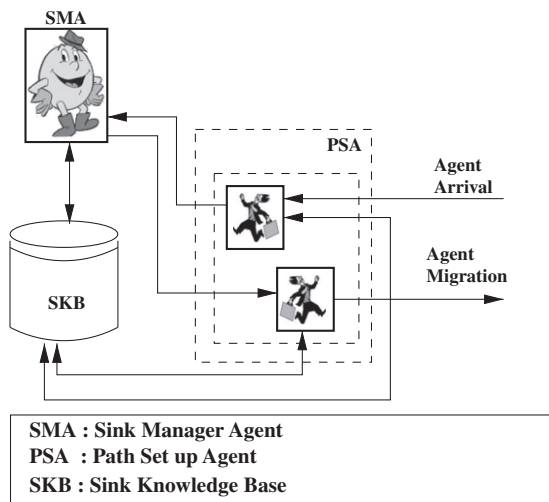 SMA
PSA
Agent
Arrival
Agent
Migration
SKB
SMA : Sink Manager Agent
PSA : Path Set up Agent
SKB : Sink Knowledge Base